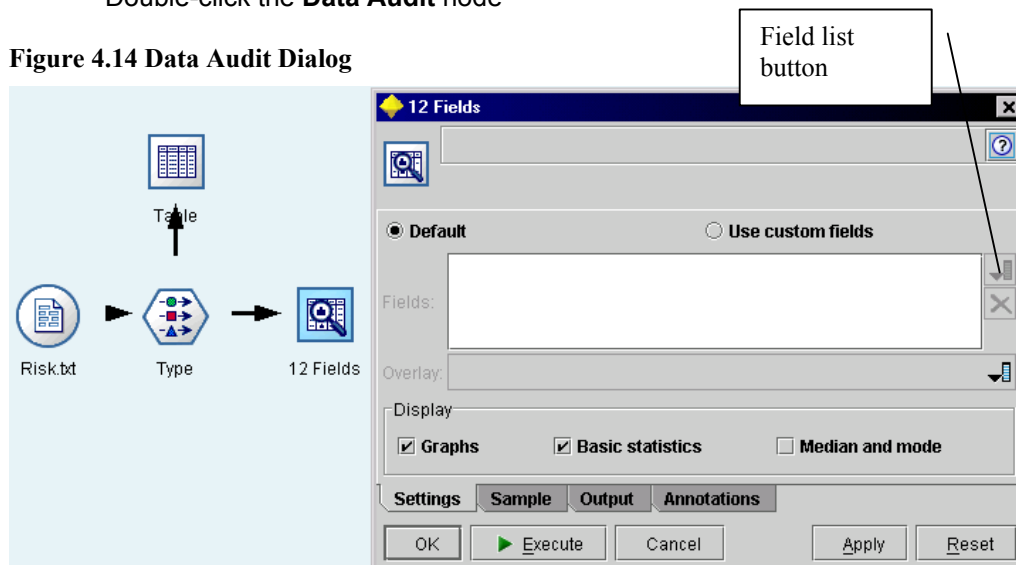 Double-click the Data Audit node
Field list
button
Figure 4.14 Data Audit Dialog
12 Fields
Table
Default
Use custom fields
Fields:
Risk.txt
Type
12 Fields
Overlay:
Display
Graphs
Basic statistics
Median and mode
Settings
Sample
Output
Annotations
OK
Execute
Cancel
Apply
Reset